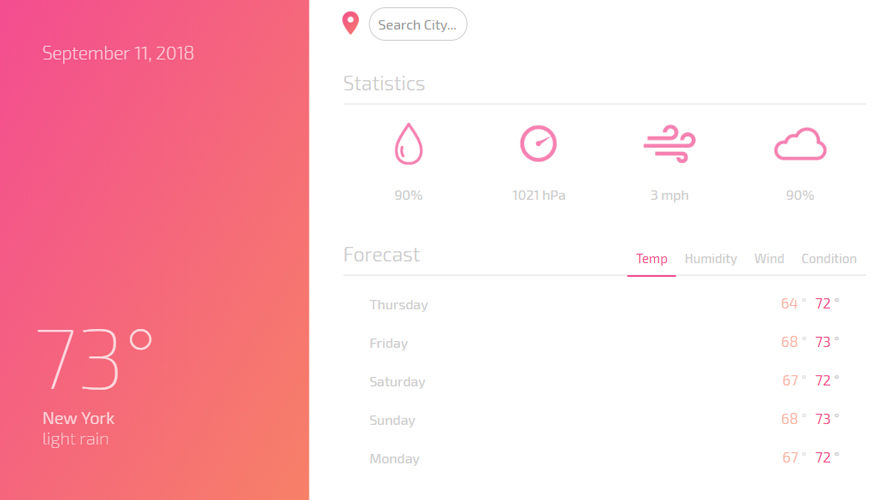 September 11, 2018
73°
New York
light rain
Search City...
Statistics
90% 1021 hPa 3 mph 90%
Forecast Temp Humidity Wind Condition
Thursday 64 ° 72 °
Friday 68 ° 73 °
Saturday 67 ° 72 °
Sunday 68 ° 73 °
Monday 67 ° 72 °